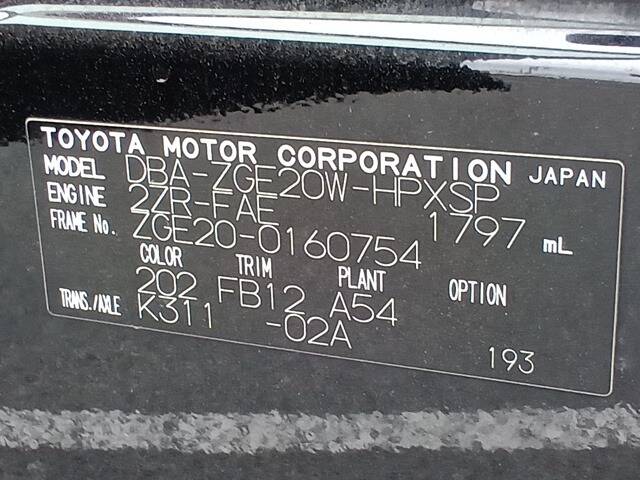 TOYOTA MOTOR CORPORATION JAPAN
MODEL DBA-ZGE20W-HPXSP
ENGINE 2ZR-FAE 1797 mL
FRAME No. ZGE20-0160754
COLOR TRIM PLANT OPTION
202 FB12 A54
TRANS./AXLE K311 -02A
193